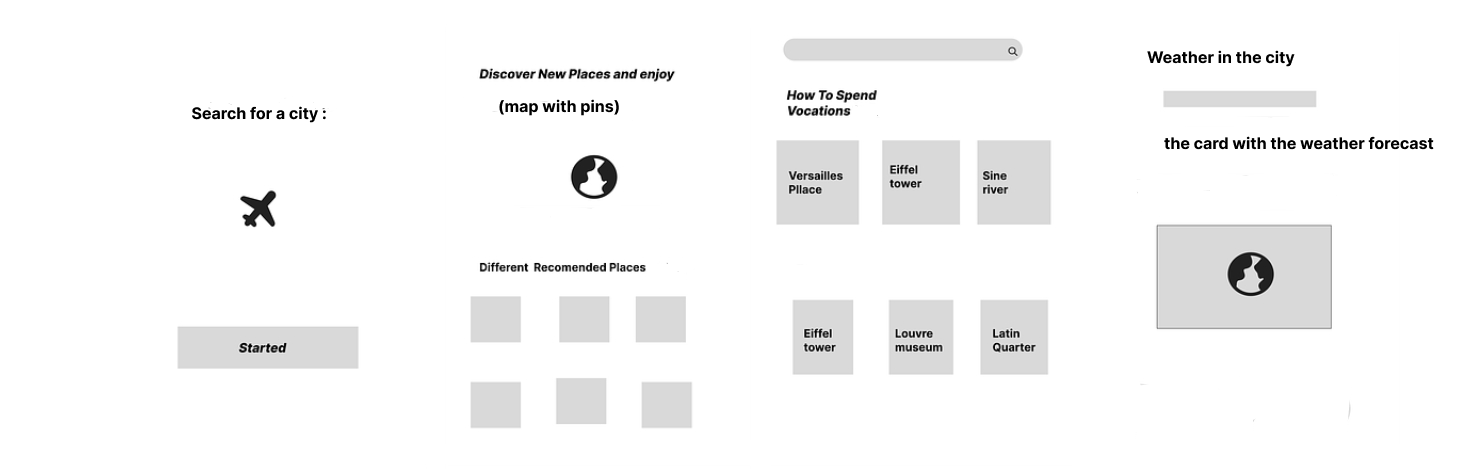 Search for a city :
Started
Discover New Places and enjoy
(map with pins)
Different Recomended Places
How To Spend
Vocations
Versailles
Pllace
Eiffel
tower
Sine
river
Eiffel
tower
Louvre
museum
Latin
Quarter
Weather in the city
the card with the weather forecast